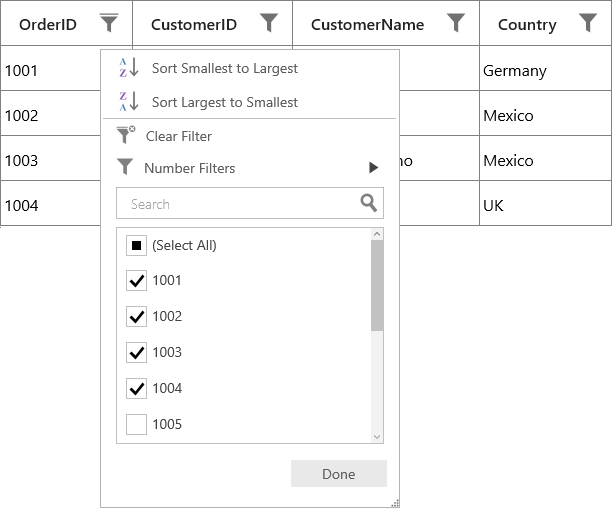 OrderID CustomerID CustomerName Country
1001 Germany
Sort Smallest to Largest
Sort Largest to Smallest
1002 Mexico
Clear Filter
1003 no Mexico
Number Filters
1004 UK
Search
(Select All)
1001
1002
1003
1004
1005
Done